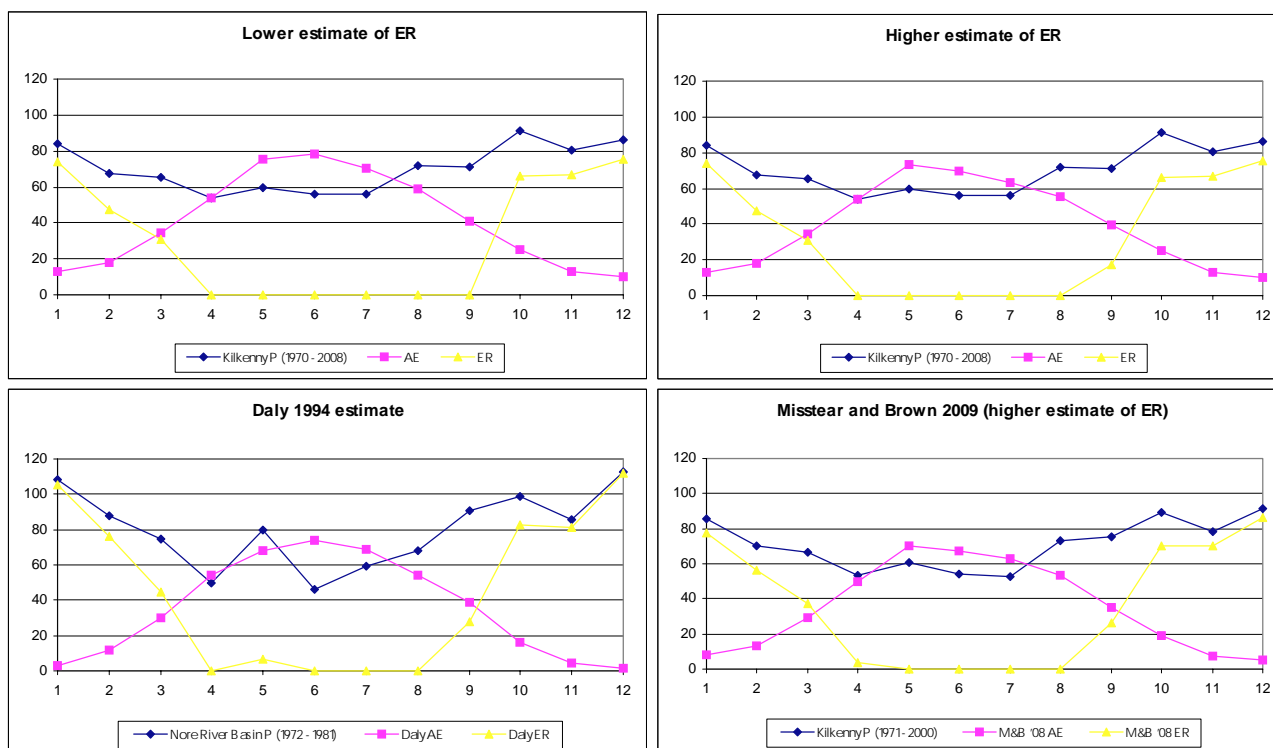 Lower estimate of ER
120
100
80
60
40
20
0
1 2 3 4 5 6 7 8 9 10 11 12
Kilkenny P (1970 - 2008) AE ER
Higher estimate of ER
120
100
80
60
40
20
0
1 2 3 4 5 6 7 8 9 10 11 12
Kilkenny P (1970 - 2008) AE ER
Daly 1994 estimate
120
100
80
60
40
20
0
1 2 3 4 5 6 7 8 9 10 11 12
Nore River Basin P (1972 - 1981) Daly AE Daly ER
Misstear and Brown 2009 (higher estimate of ER)
120
100
80
60
40
20
0
1 2 3 4 5 6 7 8 9 10 11 12
Kilkenny P (1971 - 2000) M&B '08 AE M&B '08 ER